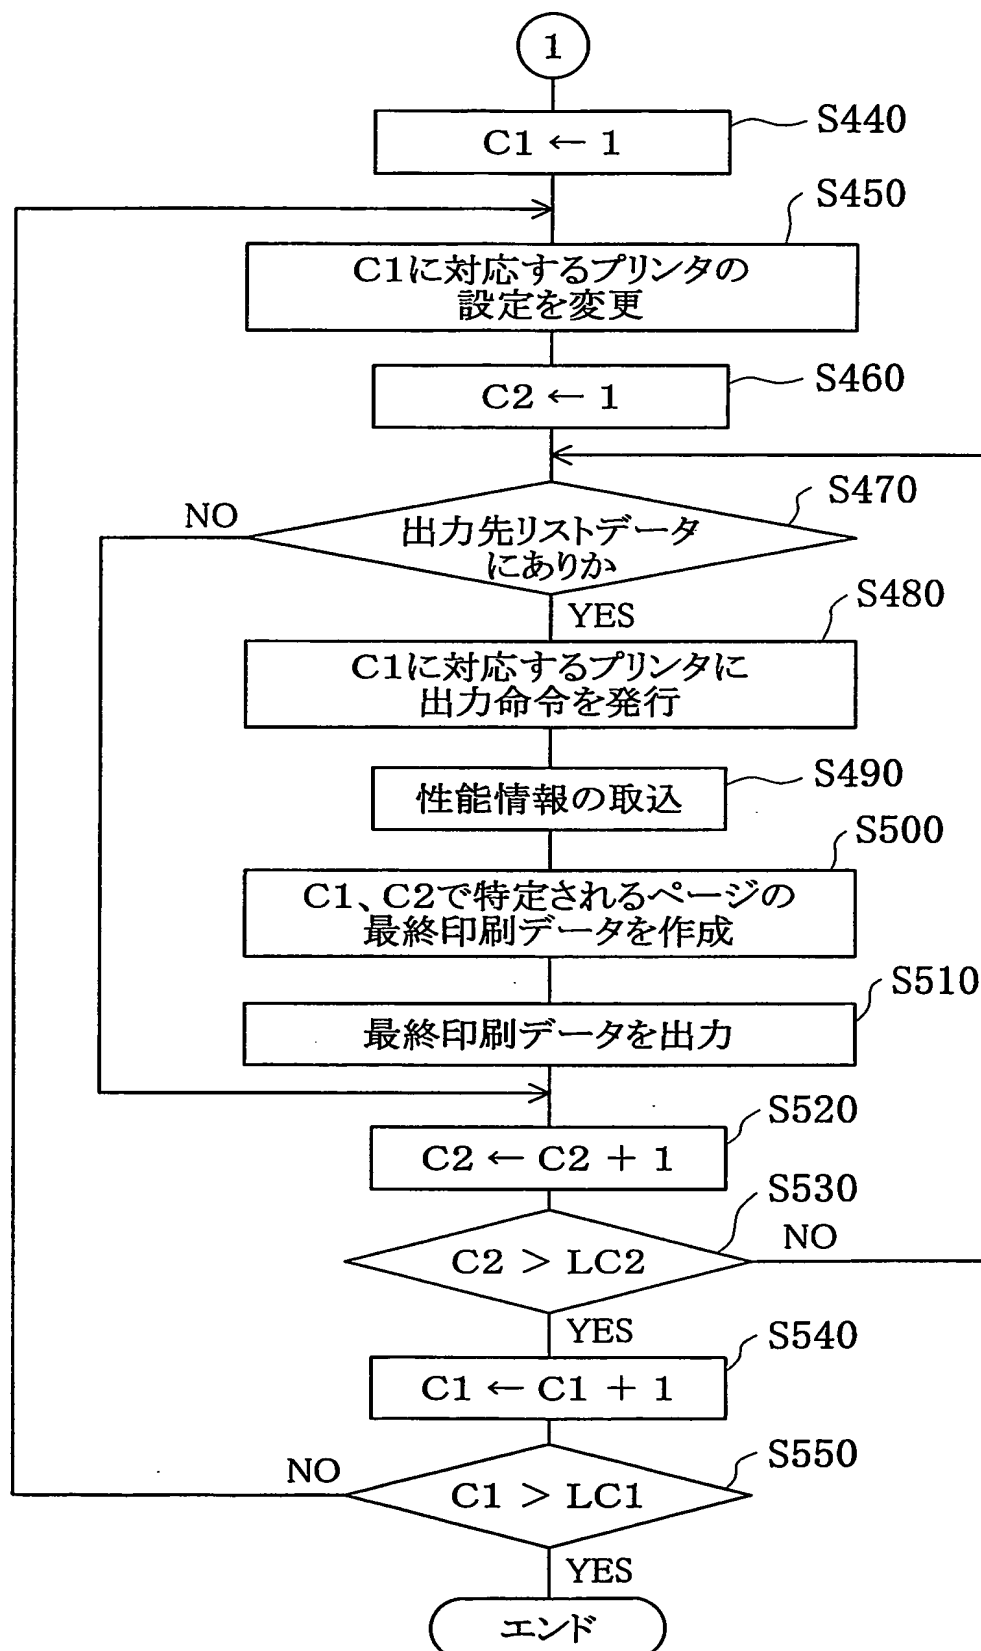 1
C1 ← 1
S440
S450
C1に対応するプリンタの
設定を変更
C2 ← 1
S460
S470
NO
出力先リストデータ
にありか
YES
S480
C1に対応するプリンタに
出力命令を発行
S490
性能情報の取込
S500
C1、C2で特定されるページの
最終印刷データを作成
S510
最終印刷データを出力
S520
C2 ← C2 + 1
S530
C2 > LC2
NO
YES
S540
C1 ← C1 + 1
S550
NO
C1 > LC1
YES
エンド